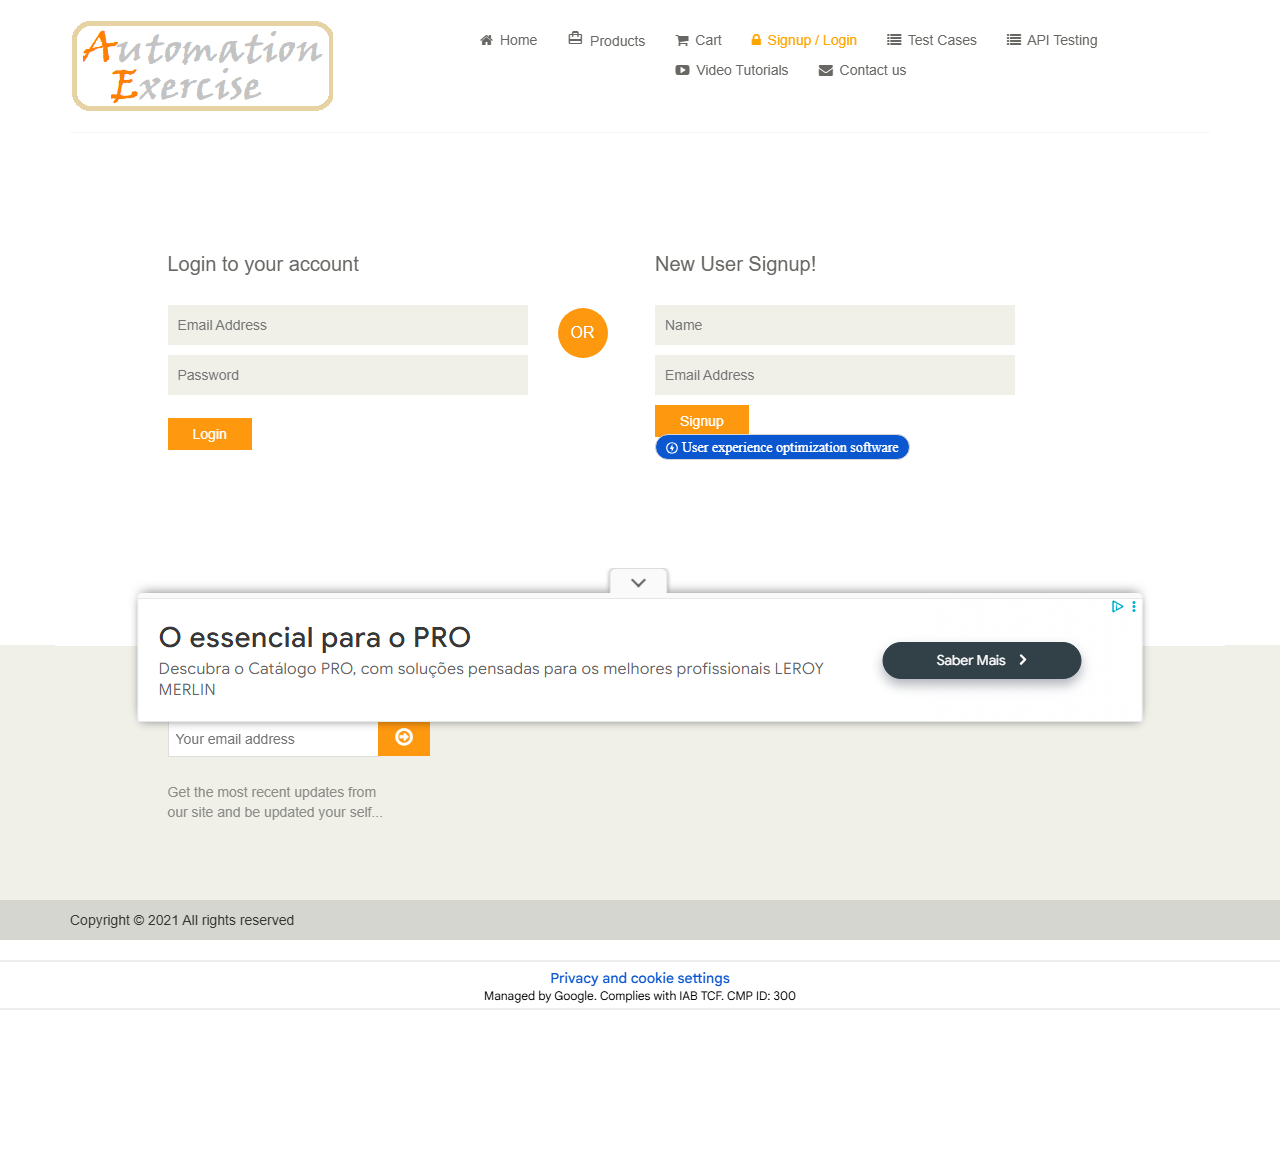 Automation
Exercise
Home
Products
Cart
Signup / Login
Test Cases
API Testing
Video Tutorials
Contact us
Login to your account
Email Address
Password
Login
OR
New User Signup!
Name
Email Address
Signup
User experience optimization software
O essencial para o PRO
Descubra o Catálogo PRO, com soluções pensadas para os melhores profissionais LEROY
MERLIN
Saber Mais
Your email address
Get the most recent updates from
our site and be updated your self...
Copyright © 2021 All rights reserved
Privacy and cookie settings
Managed by Google. Complies with IAB TCF. CMP ID: 300